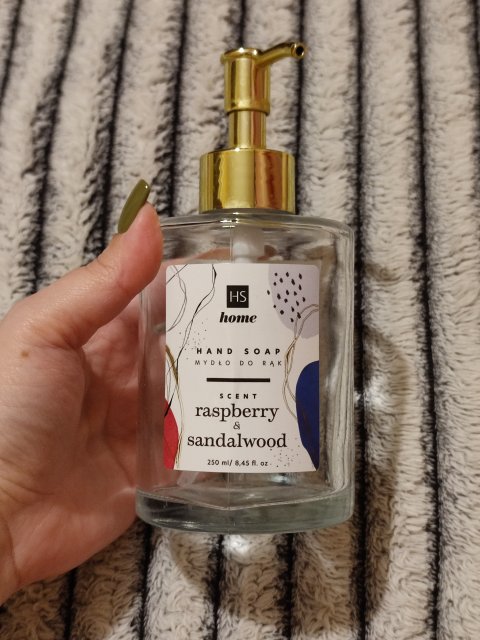 HS
home
HAND SOAP
MYDŁO DO RĄK
SCENT
raspberry
&
sandalwood
250 ml/ 8,45 fl. oz